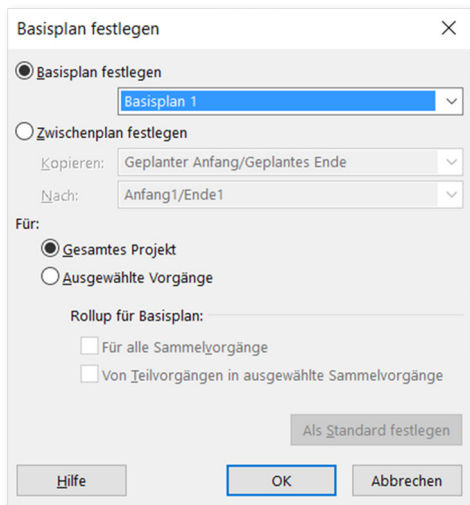 Basisplan festlegen
Basisplan festlegen
Basisplan 1
Zwischenplan festlegen
Kopieren: Geplanter Anfang/Geplantes Ende
Nach: Anfang1/Ende1
Für:
Gesamtes Projekt
Ausgewählte Vorgänge
Rollup für Basisplan:
Für alle Sammelvorgänge
Von Teilvorgängen in ausgewählte Sammelvorgänge
Als Standard festlegen
Hilfe OK Abbrechen